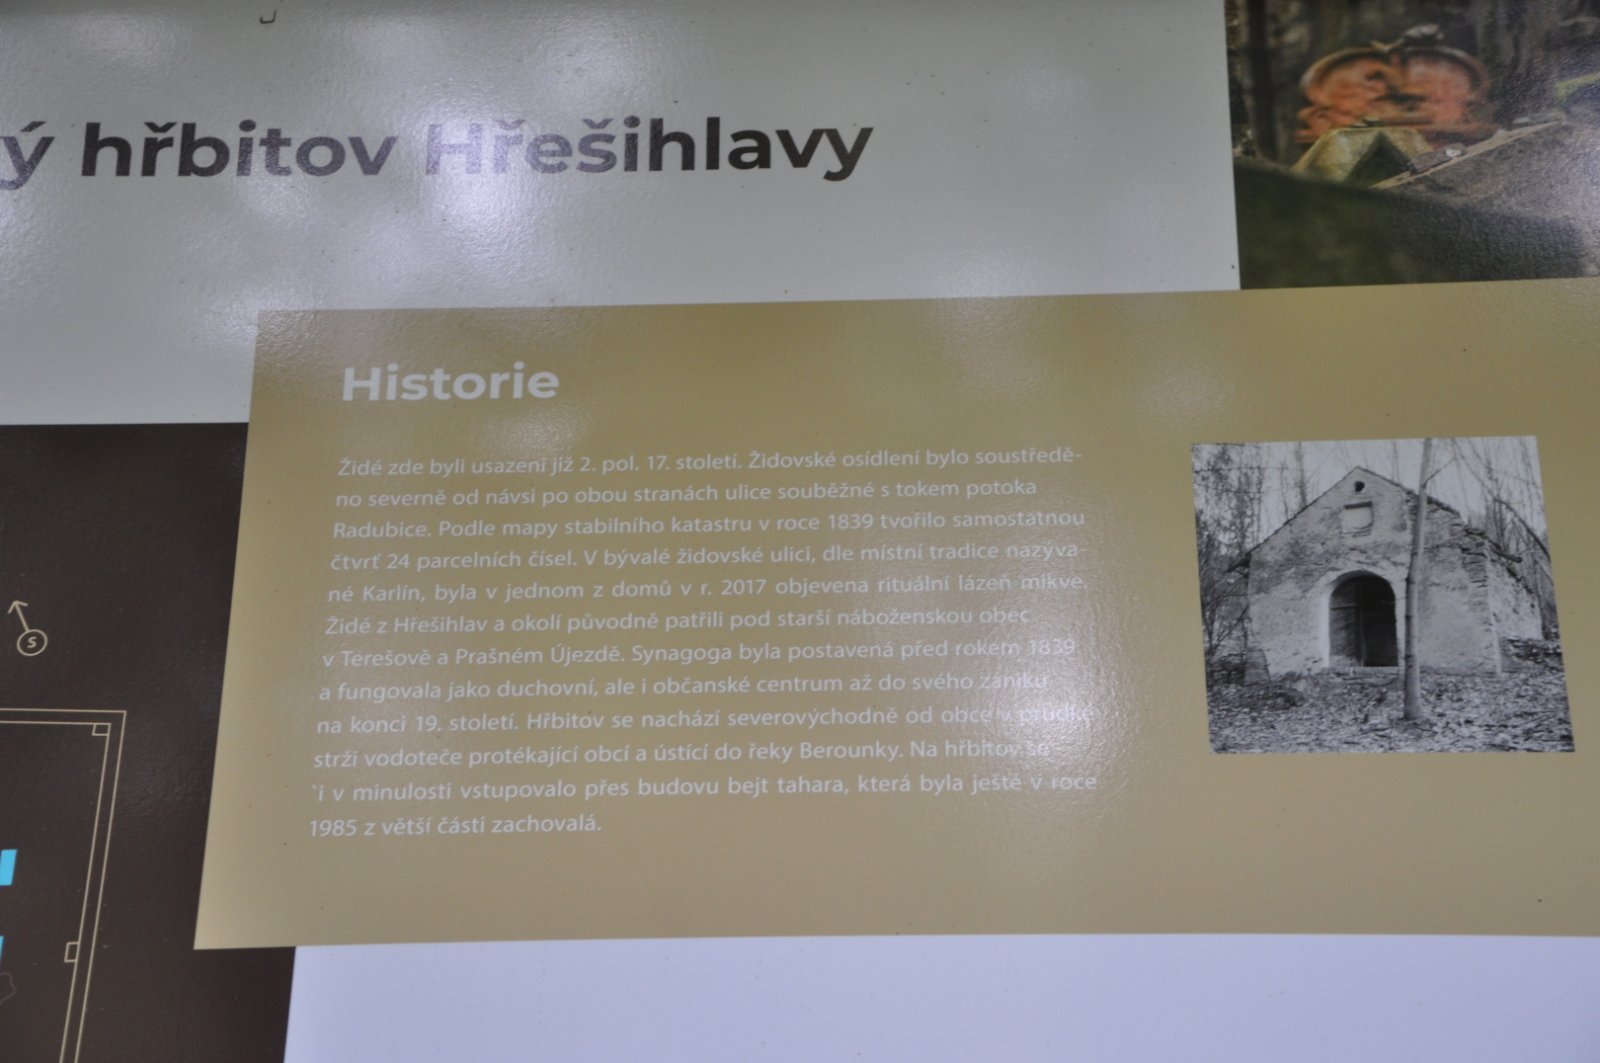 ý hřbitov Hřešihlavy
Historie
Židé zde byli usazeni již 2. pol. 17. století. Židovské osídlení bylo soustředě-
no severně od návsi po obou stranách ulice souběžné s tokem potoka
Radubice. Podle mapy stabilního katastru v roce 1839 tvořilo samostatnou
čtvrť 24 parcelních čísel. V bývalé židovské ulici, dle místní tradice nazýva-
né Karlín, byla v jednom z domů v r. 2017 objevena rituální lázeň mikve.
Židé z Hřešihlav a okolí původně patřili pod starší náboženskou obec
v Terešově a Prašném Újezdě. Synagoga byla postavená před rokem 1839
a fungovala jako duchovní, ale i občanské centrum až do svého zániku
na konci 19. století. Hřbitov se nachází severovýchodně od obce v prudké
strži vodoteče protékající obcí a ústící do řeky Berounky. Na hřbitov se
i v minulosti vstupovalo přes budovu bejt tahara, která byla ještě v roce
1985 z větší části zachovalá.
S